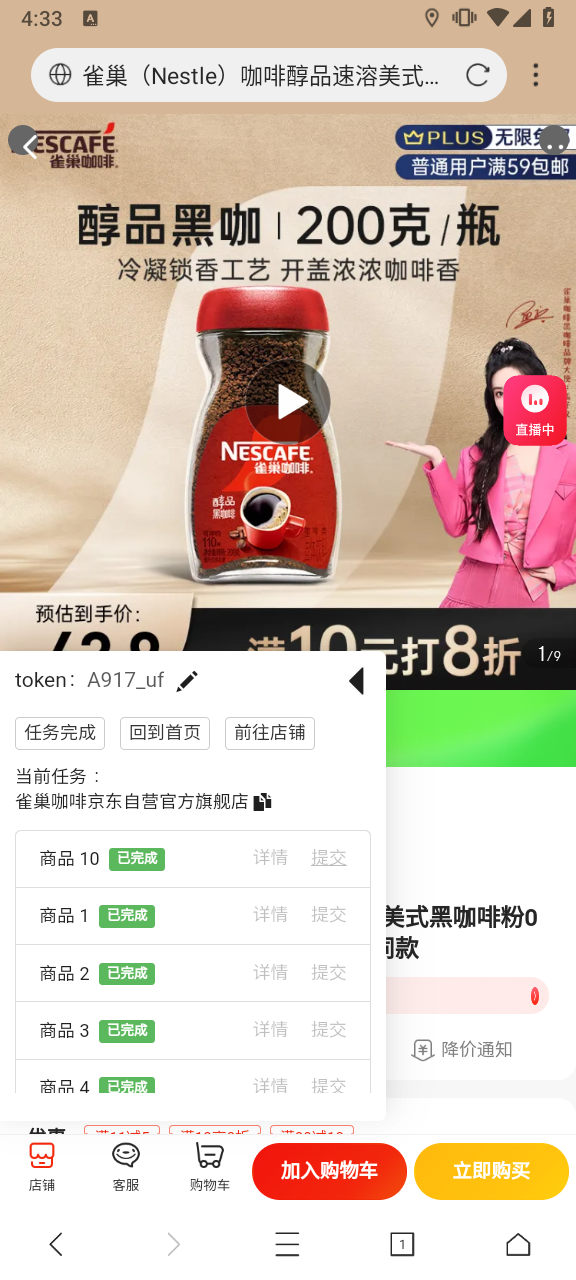 4:33
A
雀巢（Nestle）咖啡醇品速溶美式...
NESCAFÉ
雀巢咖啡
PLUS 无限免
普通用户满59包邮
醇品黑咖 | 200克/瓶
冷凝锁香工艺 开盖浓浓咖啡香
NESCAFÉ
雀巢咖啡
醇品
黑咖啡
直播中
预估到手价:
满10元打8折
1/9
token: A917_uf
任务完成 回到首页 前往店铺
当前任务：
雀巢咖啡京东自营官方旗舰店
商品 10 已完成 详情 提交
商品 1 已完成 详情 提交
商品 2 已完成 详情 提交
商品 3 已完成 详情 提交
商品 4 已完成 详情 提交
美式黑咖啡粉0
同款
降价通知
优惠
店铺 客服 购物车 加入购物车 立即购买
1